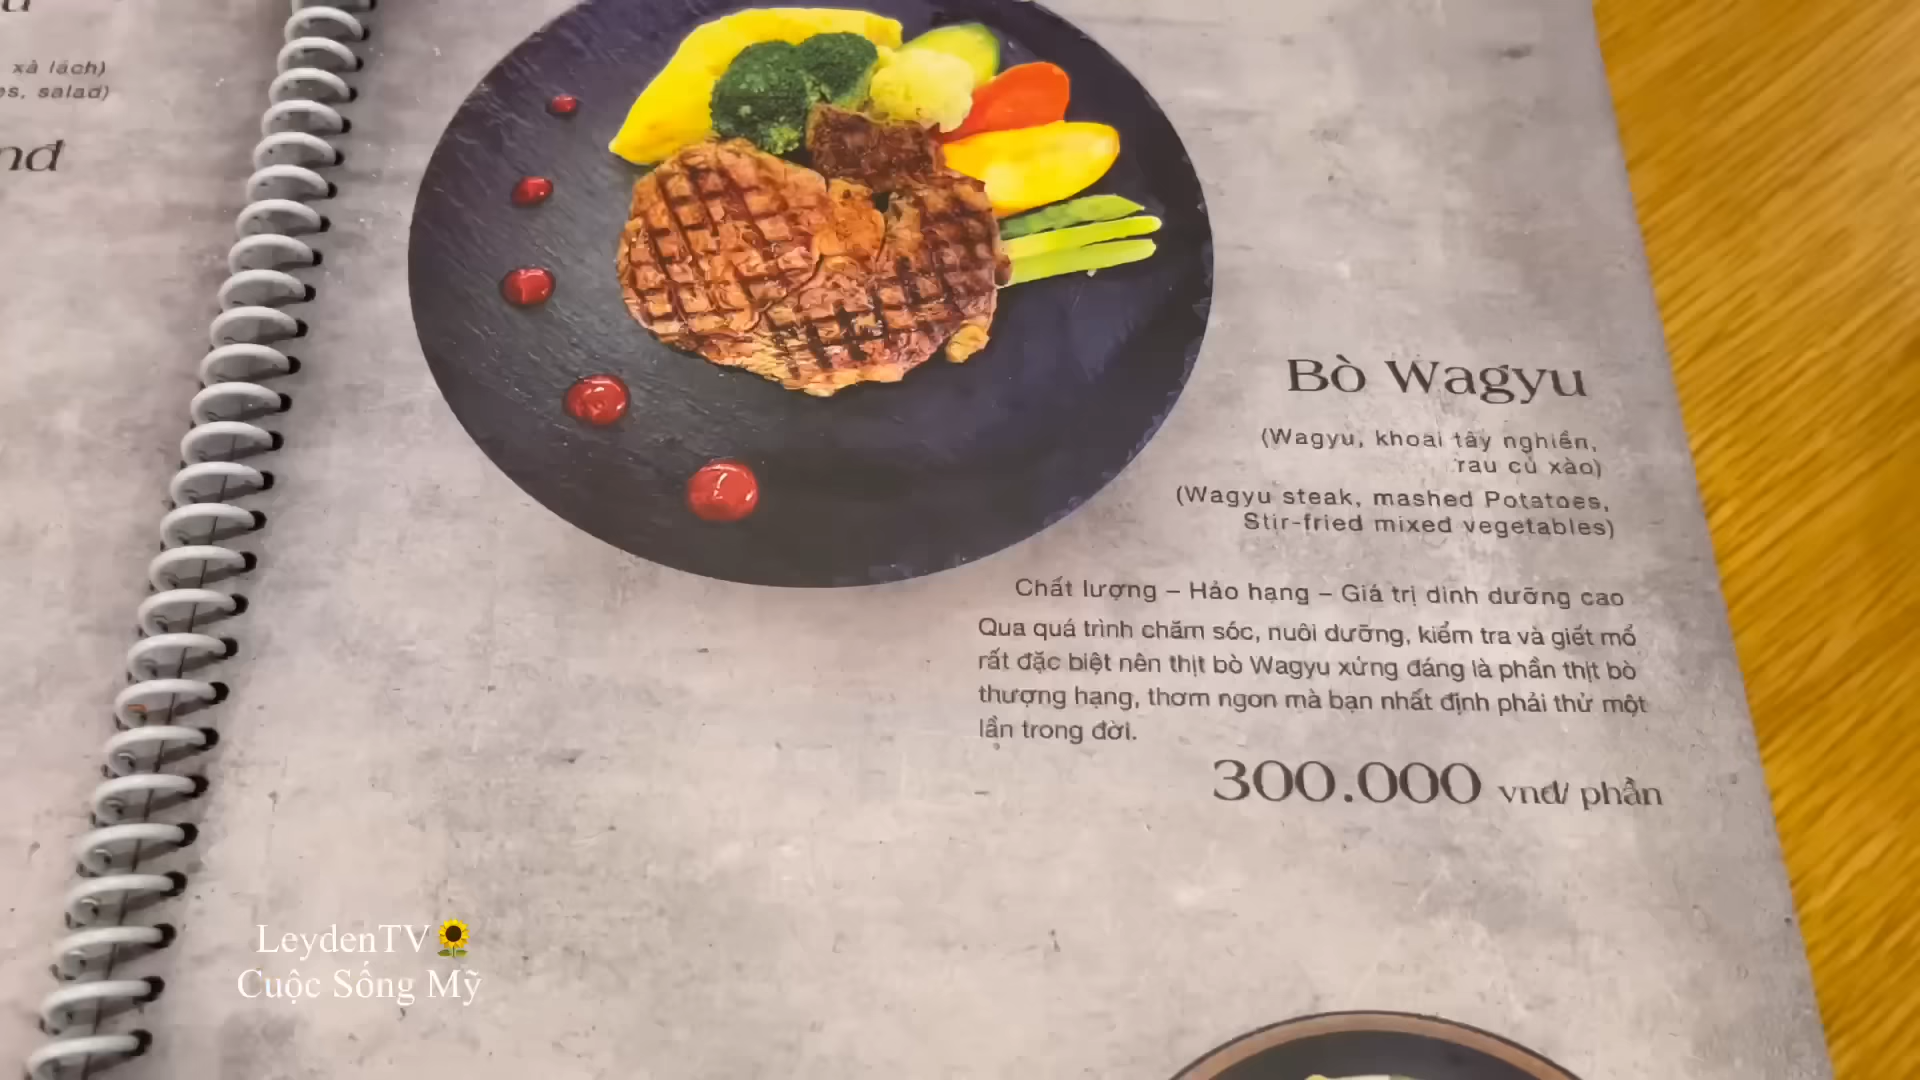 xà lách)
salad)
Bò Wagyu
(Wagyu, khoai tây nghiền,
rau củ xào)
(Wagyu steak, mashed Potatoes,
Stir-fried mixed vegetables)
Chất lượng – Hảo hạng – Giá trị dinh dưỡng cao
Qua quá trình chăm sóc, nuôi dưỡng, kiểm tra và giết mổ
rất đặc biệt nên thịt bò Wagyu xứng đáng là phần thịt bò
thượng hạng, thơm ngon mà bạn nhất định phải thử một
lần trong đời.
300.000 vnđ/ phần
LeydenTV🌻
Cuộc Sống Mỹ